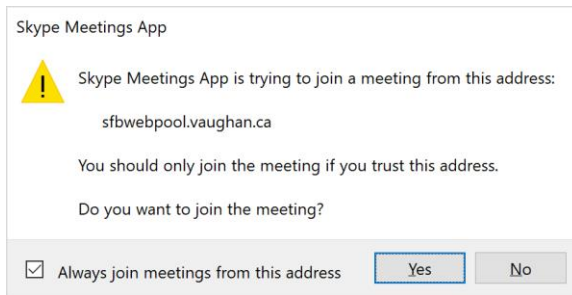 Skype Meetings App
Skype Meetings App is trying to join a meeting from this address:
sfbwebpool.vaughan.ca
You should only join the meeting if you trust this address.
Do you want to join the meeting?
Always join meetings from this address
Yes
No